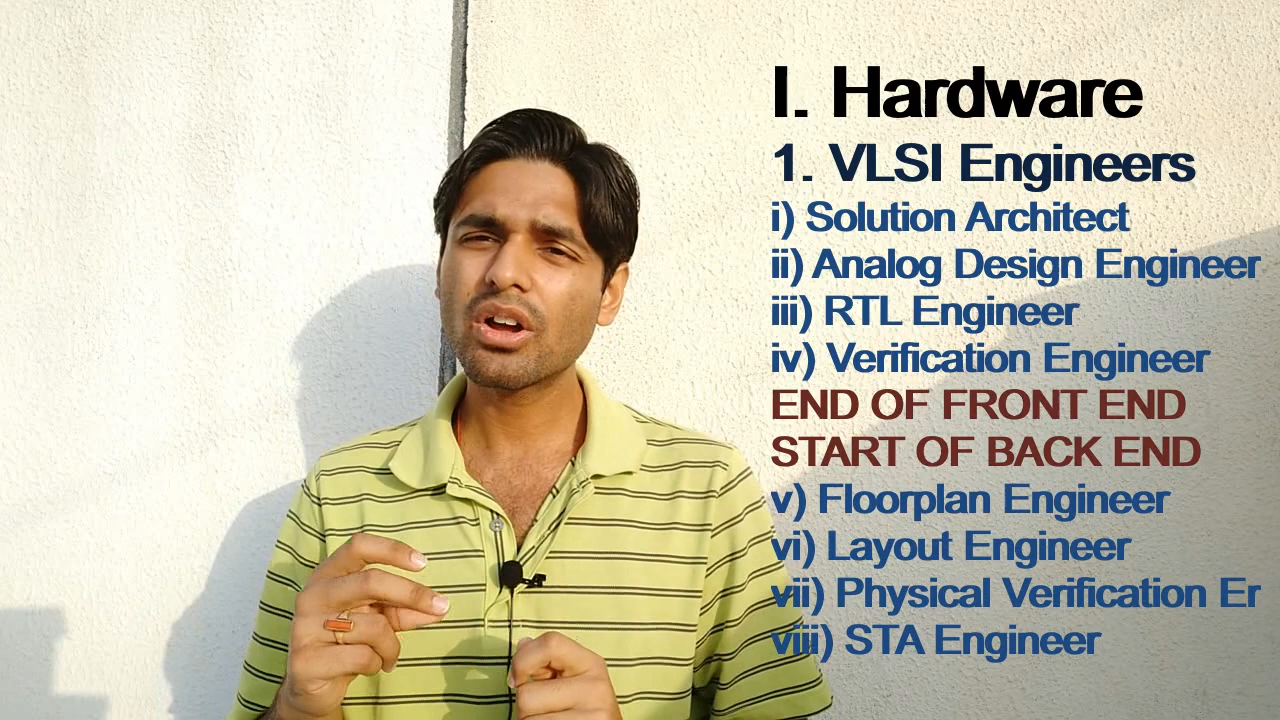 I. Hardware
1. VLSI Engineers
i) Solution Architect
ii) Analog Design Engineer
iii) RTL Engineer
iv) Verification Engineer
END OF FRONT END
START OF BACK END
v) Floorplan Engineer
vi) Layout Engineer
vii) Physical Verification Er
viii) STA Engineer